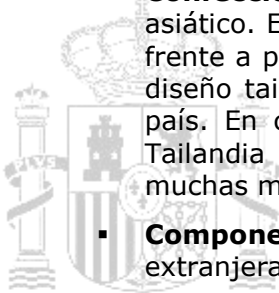 asiático. E
frente a p
diseño tai
país. En c
Tailandia
muchas m
▪ Compone
extranjera